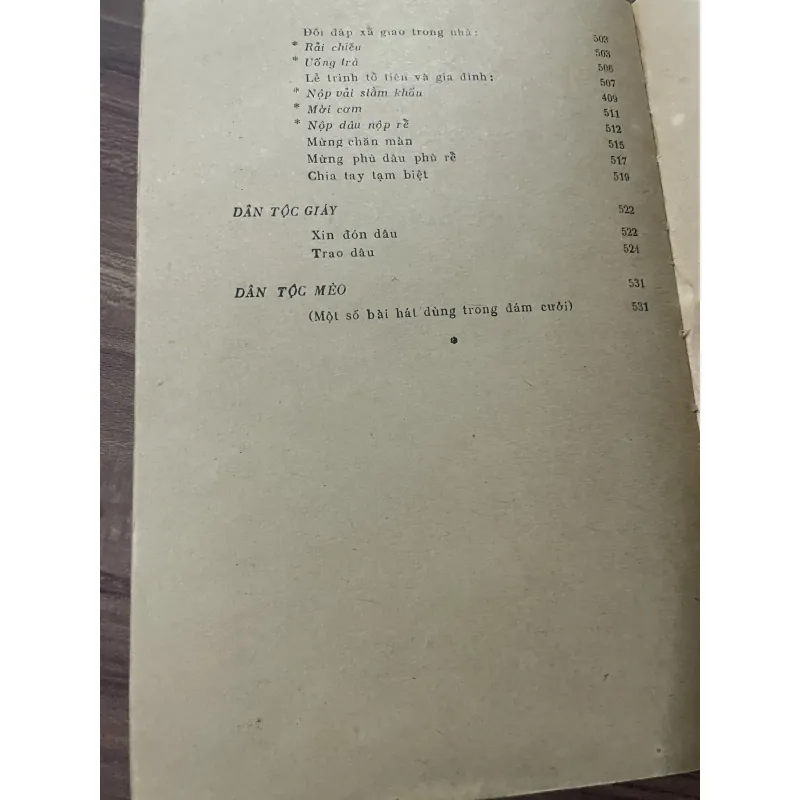 Đối đáp xã giao trong nhà: 503
* Rải chiếu 503
* Uống trà 506
Lễ trình tổ tiên và gia đình: 507
* Nộp vải slằm khẩu 409
* Mời cơm 511
* Nộp dâu nộp rể 512
Mừng chăn màn 515
Mừng phù dâu phù rể 517
Chia tay tạm biệt 519
DÂN TỘC GIẤY 522
Xin đón dâu 522
Trao dâu 524
DÂN TỘC MÈO 531
(Một số bài hát dùng trong đám cưới) 531